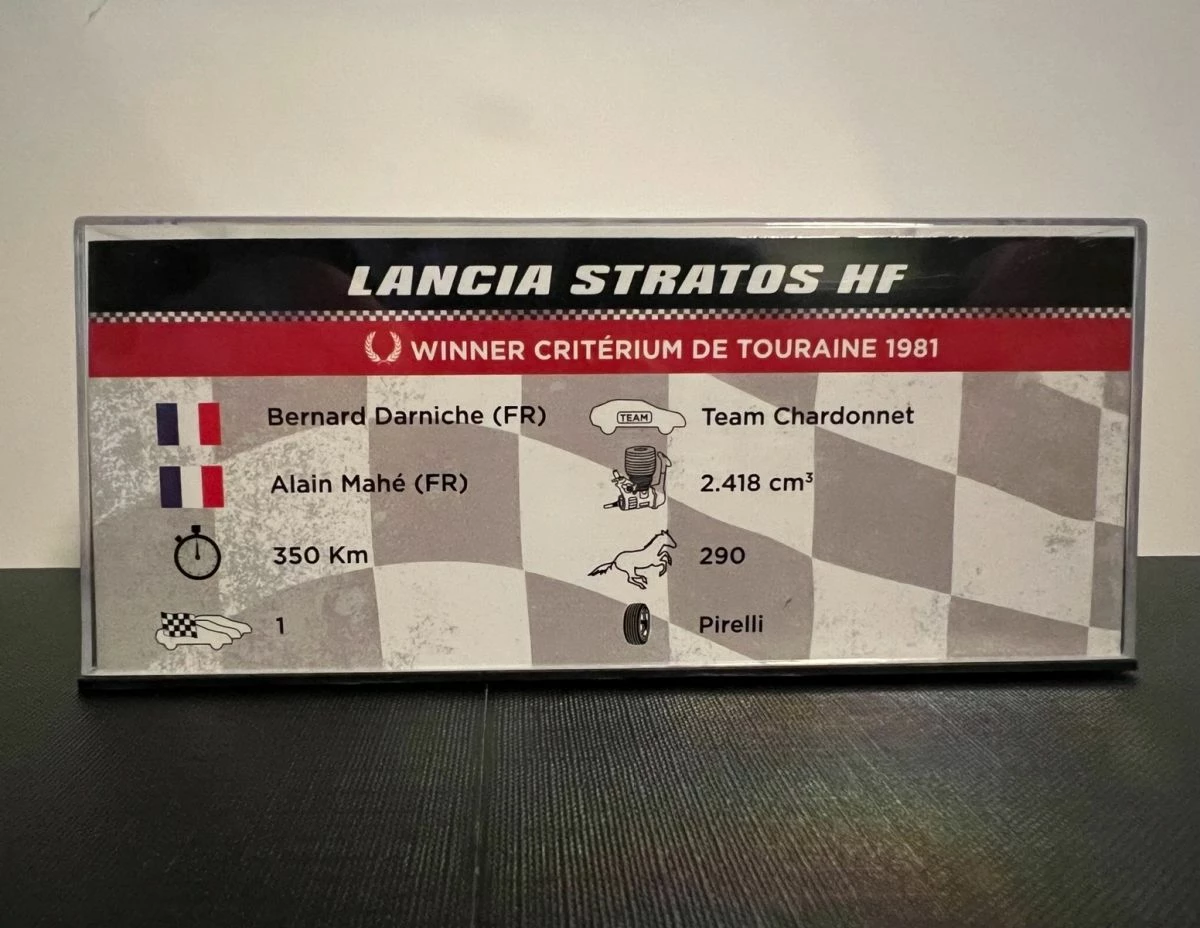 LANCIA STRATOS HF
WINNER CRITÉRIUM DE TOURAINE 1981
Bernard Darniche (FR)
TEAM
Team Chardonnet
Alain Mahé (FR)
2.418 cm³
350 Km
290
1
Pirelli